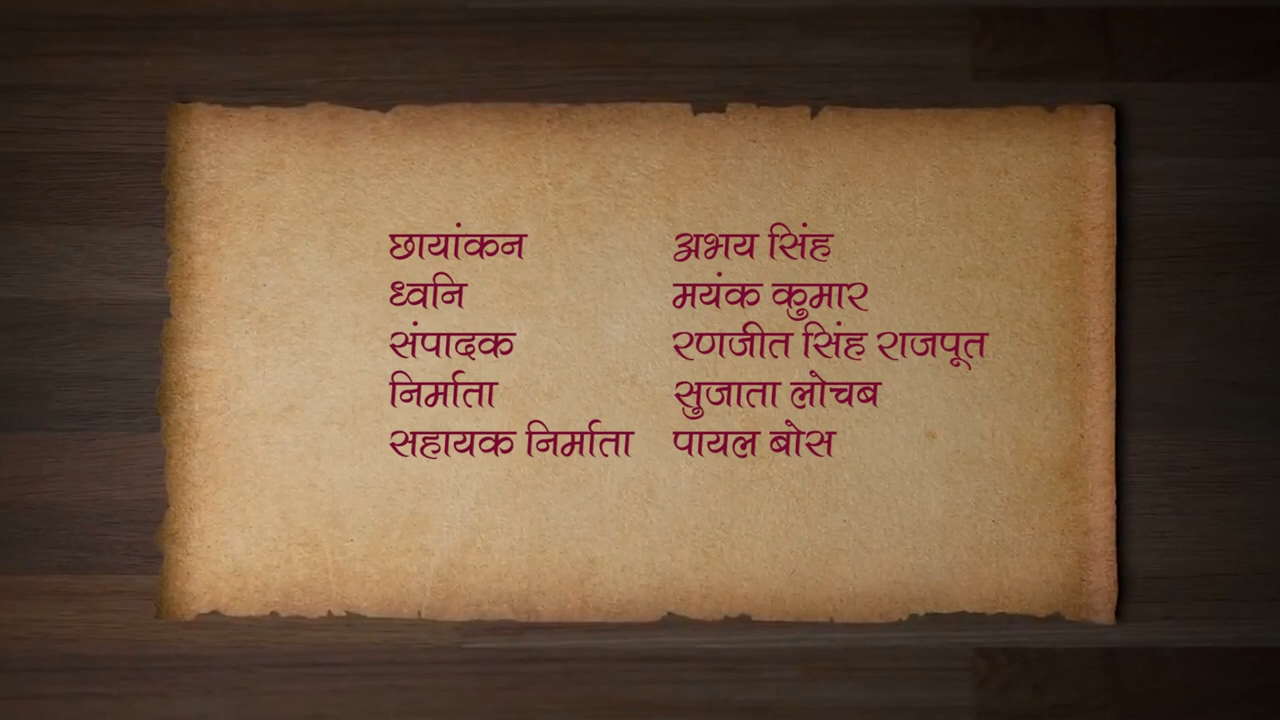 छायांकन अभय सिंह
ध्वनि मयंक कुमार
संपादक रणजीत सिंह राजपूत
निर्माता सुजाता लोचब
सहायक निर्माता पायल बोस